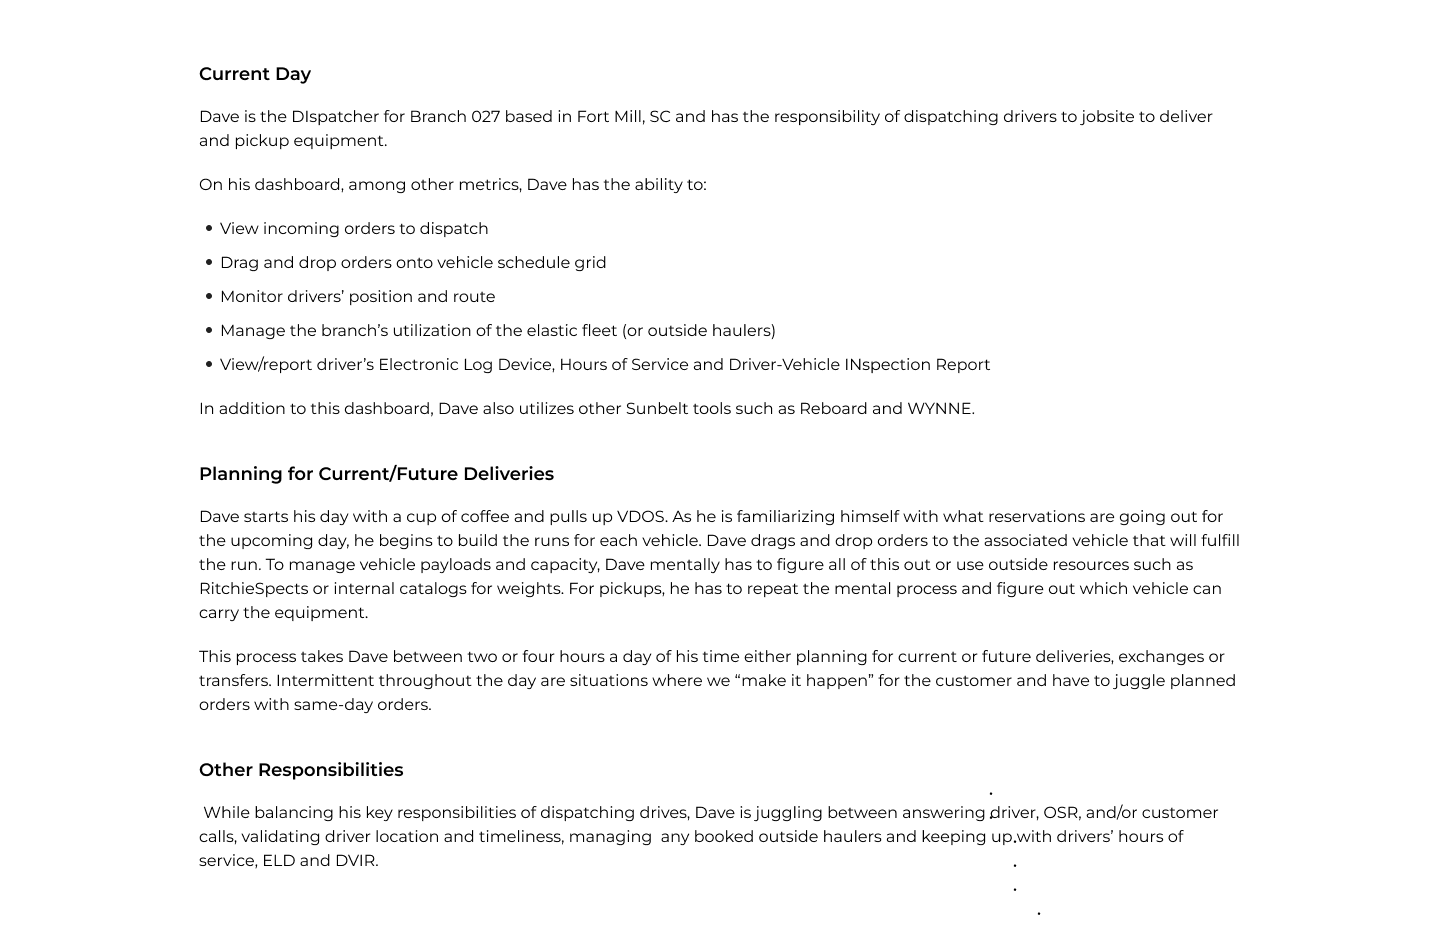 Current Day
Dave is the DIspatcher for Branch 027 based in Fort Mill, SC and has the responsibility of dispatching drivers to jobsite to deliver
and pickup equipment.
On his dashboard, among other metrics, Dave has the ability to:
• View incoming orders to dispatch
• Drag and drop orders onto vehicle schedule grid
• Monitor drivers’ position and route
• Manage the branch’s utilization of the elastic fleet (or outside haulers)
• View/report driver’s Electronic Log Device, Hours of Service and Driver-Vehicle INspection Report
In addition to this dashboard, Dave also utilizes other Sunbelt tools such as Reboard and WYNNE.
Planning for Current/Future Deliveries
Dave starts his day with a cup of coffee and pulls up VDOS. As he is familiarizing himself with what reservations are going out for
the upcoming day, he begins to build the runs for each vehicle. Dave drags and drop orders to the associated vehicle that will fulfill
the run. To manage vehicle payloads and capacity, Dave mentally has to figure all of this out or use outside resources such as
RitchieSpects or internal catalogs for weights. For pickups, he has to repeat the mental process and figure out which vehicle can
carry the equipment.
This process takes Dave between two or four hours a day of his time either planning for current or future deliveries, exchanges or
transfers. Intermittent throughout the day are situations where we “make it happen” for the customer and have to juggle planned
orders with same-day orders.
Other Responsibilities
While balancing his key responsibilities of dispatching drives, Dave is juggling between answering driver, OSR, and/or customer
calls, validating driver location and timeliness, managing  any booked outside haulers and keeping up with drivers’ hours of
service, ELD and DVIR.